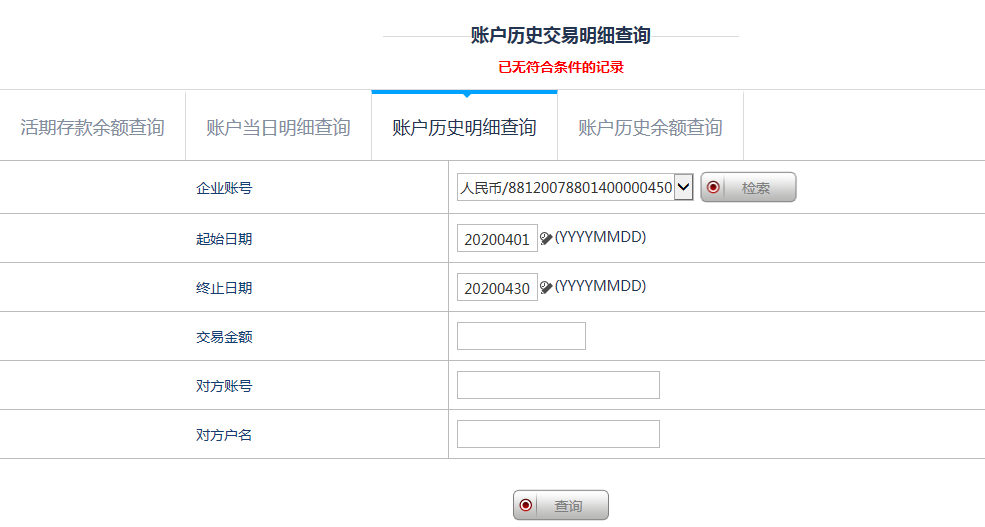 账户历史交易明细查询
已无符合条件的记录
活期存款余额查询 账户当日明细查询 账户历史明细查询 账户历史余额查询
企业账号 人民币/88120078801400000450 检索
起始日期 20200401 (YYYYMMDD)
终止日期 20200430 (YYYYMMDD)
交易金额
对方账号
对方户名
查询